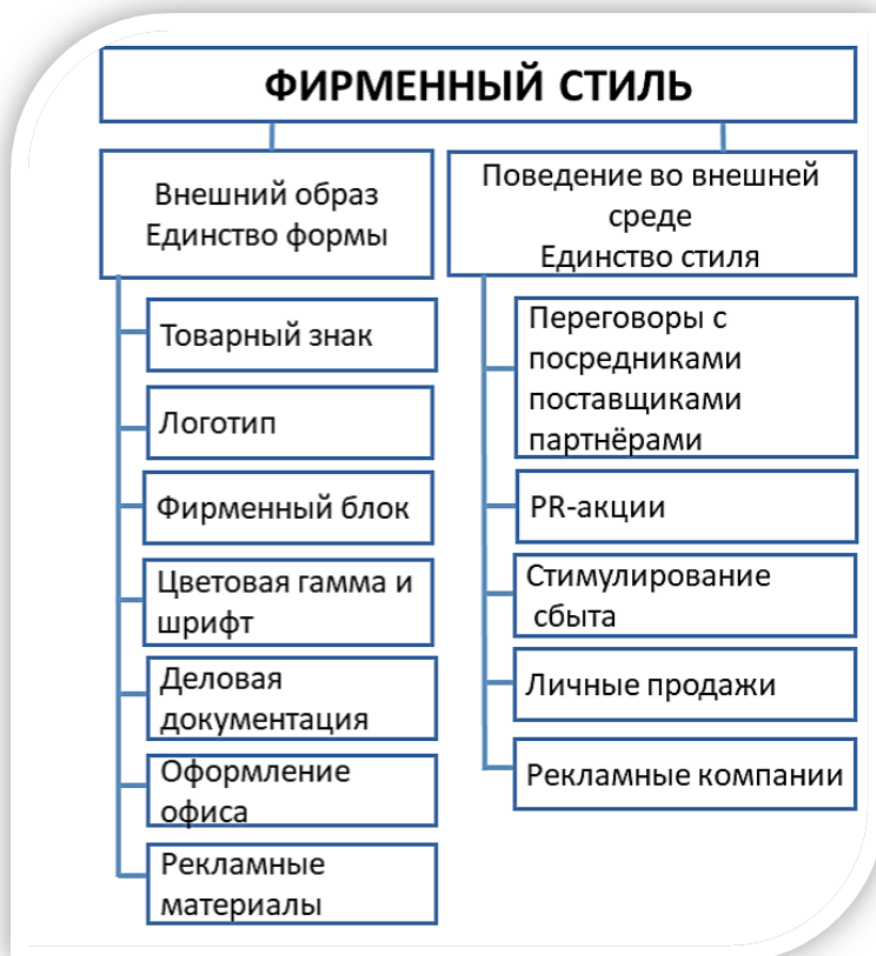 ФИРМЕННЫЙ СТИЛЬ
Внешний образ
Единство формы
Товарный знак
Логотип
Фирменный блок
Цветовая гамма и
шрифт
Деловая
документация
Оформление
офиса
Рекламные
материалы
Поведение во внешней
среде
Единство стиля
Переговоры с
посредниками
поставщиками
партнёрами
PR-акции
Стимулирование
сбыта
Личные продажи
Рекламные компании